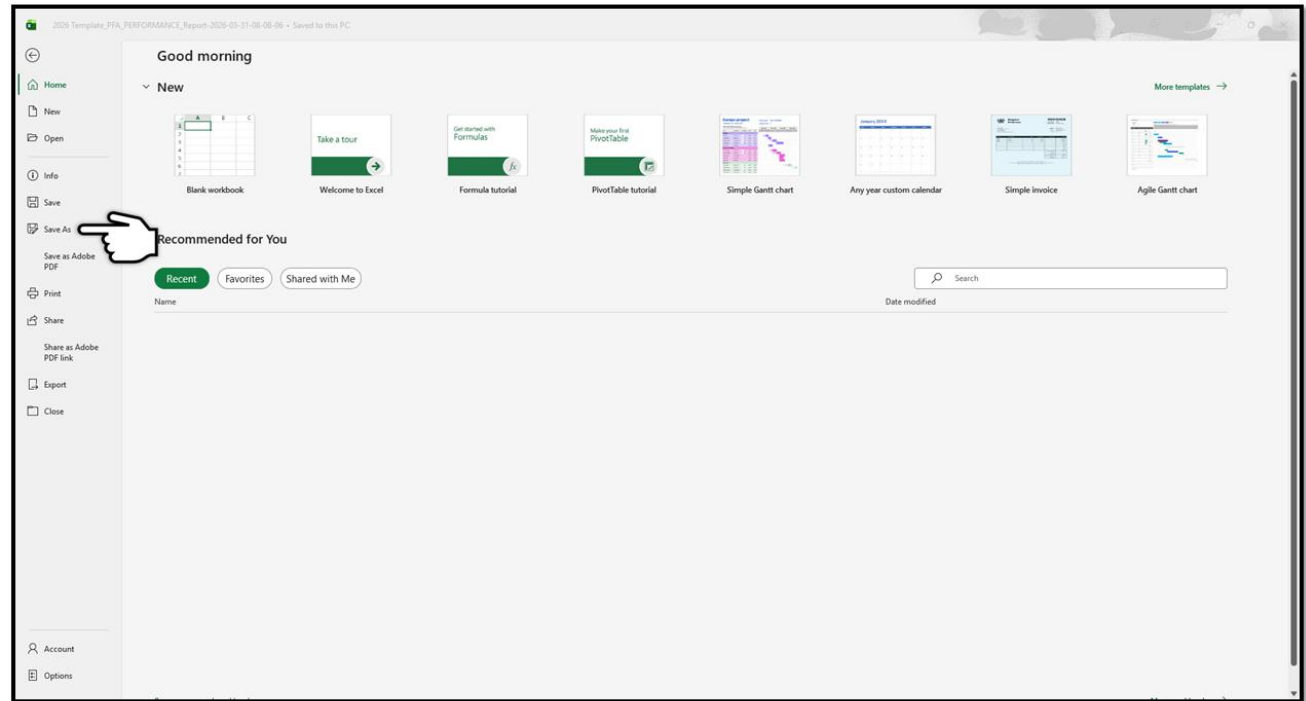 2026 Template_PFA_PERFORMANCE_Report-2026-03-31-08-08-06 • Saved to this PC
Good morning
Home
New
Open
Info
Save
Save As
Save as Adobe
PDF
Print
Share
Share as Adobe
PDF link
Export
Close
Account
Options
New
More templates
Take a tour
Get started with
Formulas
fx
Make your first
PivotTable
Blank workbook
Welcome to Excel
Formula tutorial
PivotTable tutorial
Simple Gantt chart
Any year custom calendar
Simple invoice
Agile Gantt chart
Recommended for You
Recent
Favorites
Shared with Me
Search
Name
Date modified